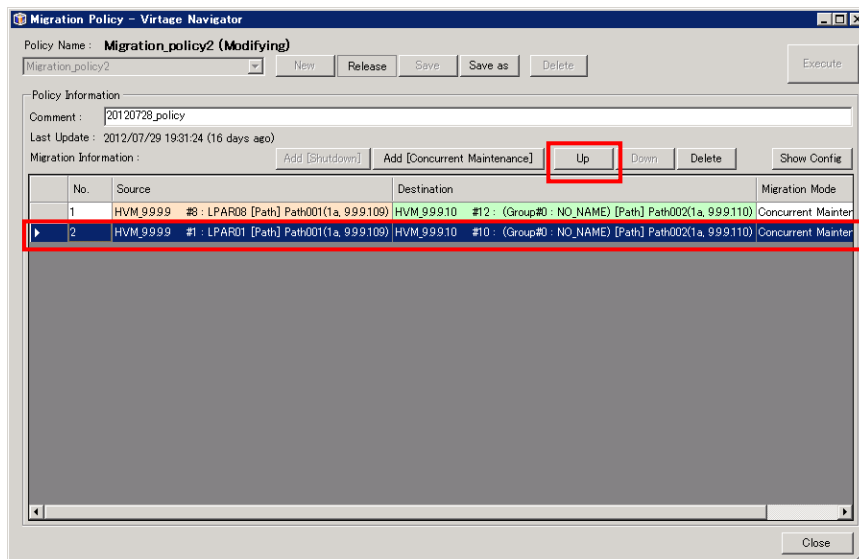 Migration Policy - Virtage Navigator
Policy Name : Migration_policy2 (Modifying)
Migration_policy2 New Release Save Save as Delete Execute
Policy Information
Comment : 20120728_policy
Last Update : 2012/07/29 19:31:24 (16 days ago)
Migration Information : Add [Shutdown] Add [Concurrent Maintenance] Up Down Delete Show Config
No. Source Destination Migration Mode
1 HVM_9.9.9.9 #8 : LPAR08 [Path] Path001(1a, 9.9.9.109) HVM_9.9.9.10 #12 : (Group#0 : NO_NAME) [Path] Path002(1a, 9.9.9.110) Concurrent Mainter
2 HVM_9.9.9.9 #1 : LPAR01 [Path] Path001(1a, 9.9.9.109) HVM_9.9.9.10 #10 : (Group#0 : NO_NAME) [Path] Path002(1a, 9.9.9.110) Concurrent Mainter
Close